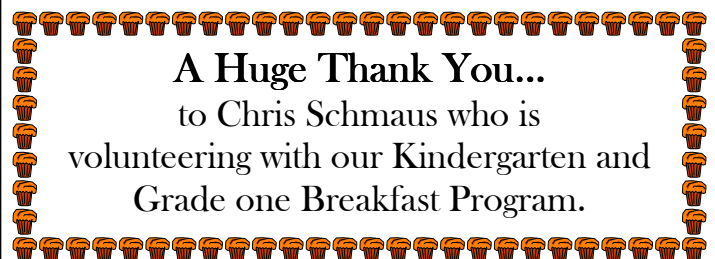 A Huge Thank You...
to Chris Schmaus who is
volunteering with our Kindergarten and
Grade one Breakfast Program.